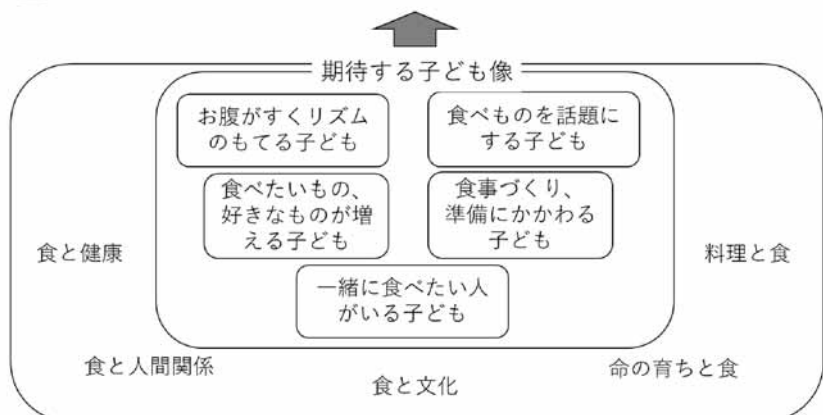 期待する子ども像
お腹がすくリズム
のもてる子ども
食べものを話題に
する子ども
食べたいもの、
好きなものが増
える子ども
食事づくり、
準備にかかわる
子ども
一緒に食べたい人
がいる子ども
食と健康
料理と食
食と人間関係
食と文化
命の育ちと食